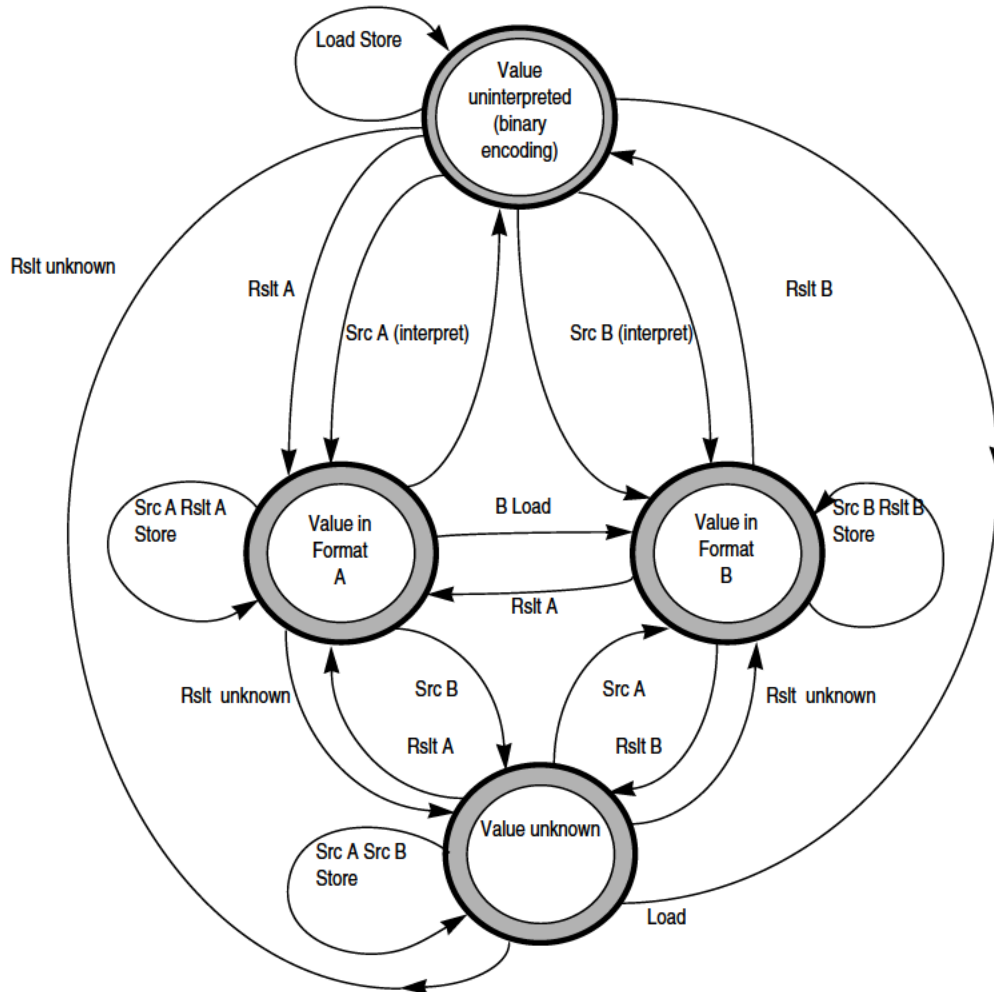 Load Store
Value
uninterpreted
(binary
encoding)
Rslt unknown
Rslt A
Rslt B
Src A (interpret)
Src B (interpret)
Src A Rslt A
Store
Value in
Format
A
B Load
Value in
Format
B
Src B Rslt B
Store
Rslt A
Rslt unknown
Src B
Src A
Rslt unknown
Rslt A
Rslt B
Value unknown
Src A Src B
Store
Load